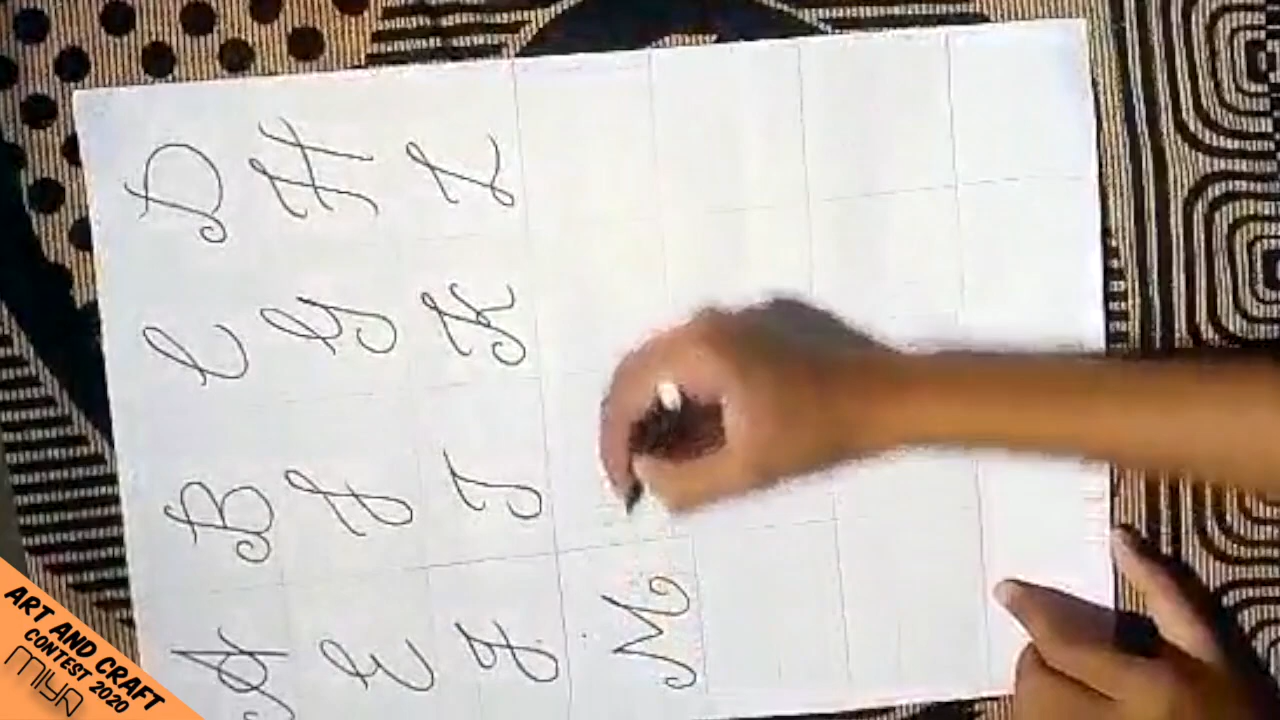 A B C D
E F G H
I J K L
M
ART AND CRAFT
CONTEST 2020
MIYA